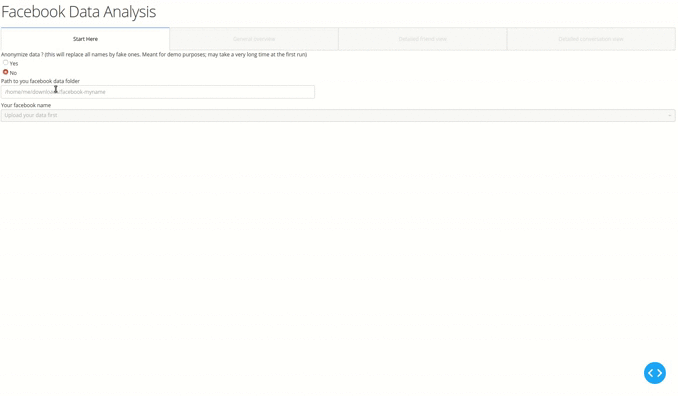 Facebook Data Analysis
Start Here
General overview
Detailed friend view
Detailed conversation view
Anonymize data ? (this will replace all names by fake ones. Meant for demo purposes; may take a very long time at the first run)
Yes
No
Path to you facebook data folder
/home/me/downloads/facebook-myname
Your facebook name
Upload your data first